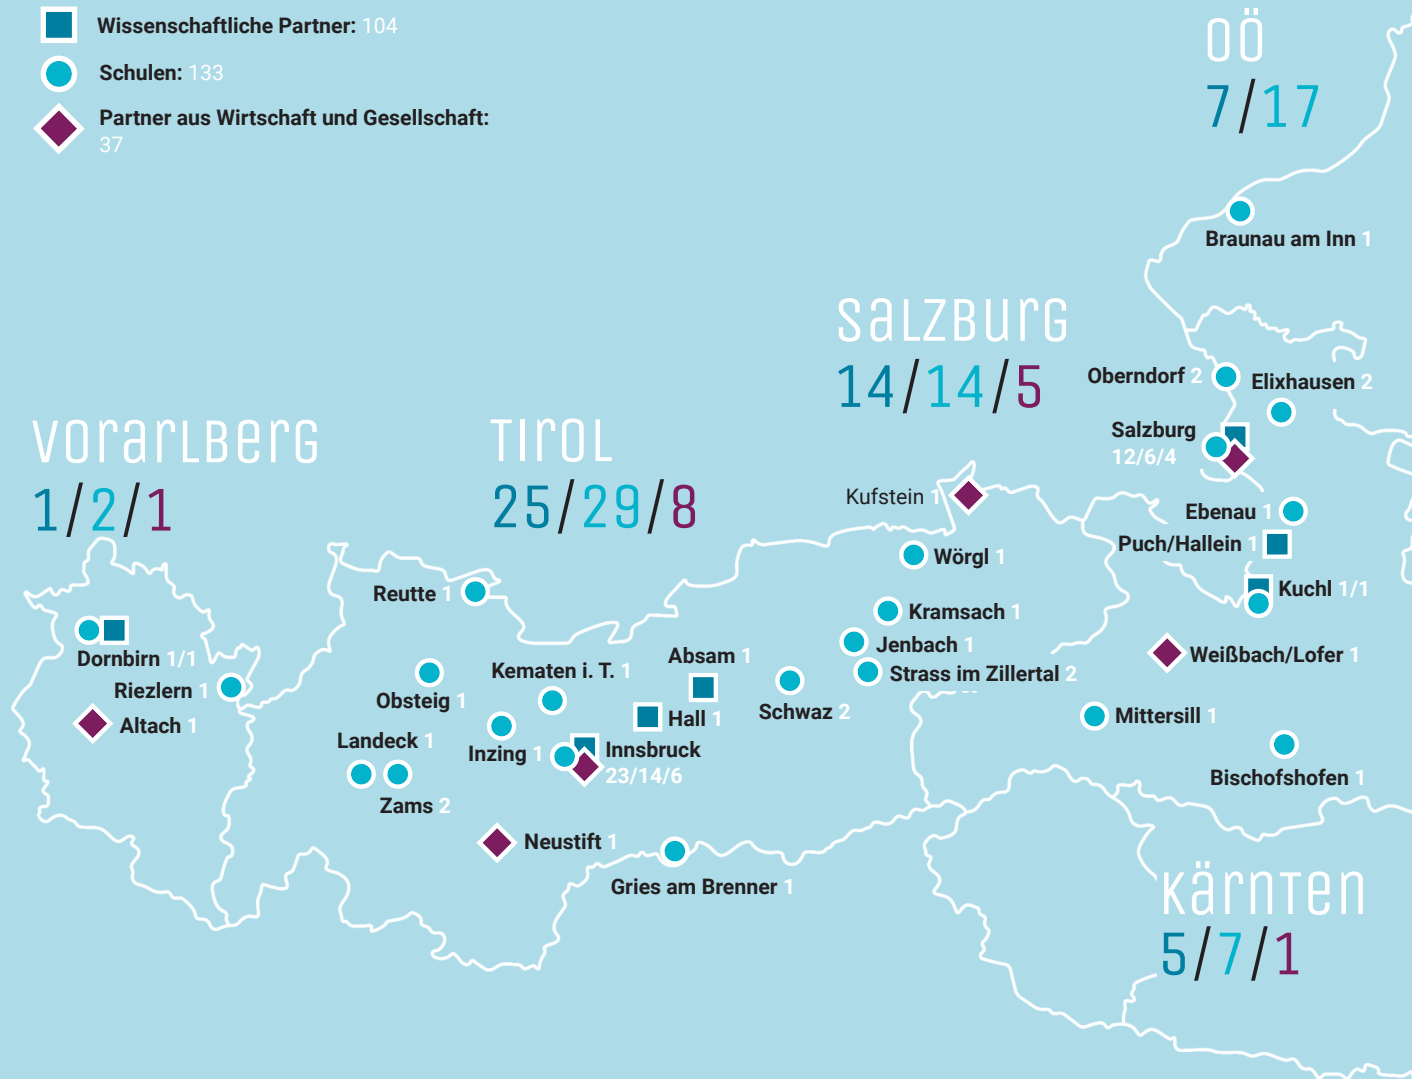 Wissenschaftliche Partner: 104
Schulen: 133
Partner aus Wirtschaft und Gesellschaft:
37
OÖ
7/17
Braunau am Inn 1
Salzburg
14/14/5
Oberndorf 2
Elixhausen 2
Salzburg
12/6/4
Vorarlberg
1/2/1
Tirol
25/29/8
Kufstein 1
Ebenau 1
Puch/Hallein 1
Wörgl 1
Kuchl 1/1
Reutte 1
Kramsach 1
Jenbach 1
Dornbirn 1/1
Absam 1
Weißbach/Lofer 1
Kematen i. T. 1
Strass im Zillertal 2
Riezlern 1
Obsteig 1
Schwaz 2
Hall 1
Mittersill 1
Altach 1
Landeck 1
Inzing 1
Innsbruck
23/14/6
Bischofshofen 1
Zams 2
Neustift 1
Gries am Brenner 1
Kärnten
5/7/1